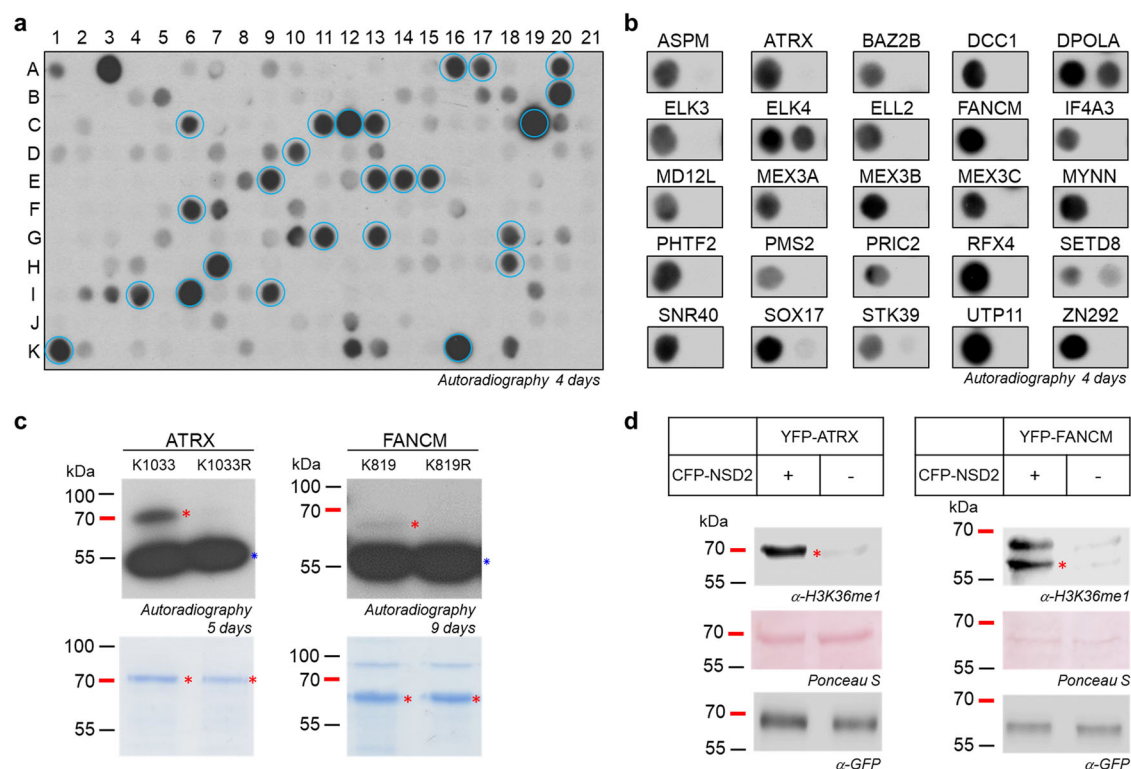 a
1 2 3 4 5 6 7 8 9 10 11 12 13 14 15 16 17 18 19 20 21
A
B
C
D
E
F
G
H
I
J
K
Autoradiography 4 days
b
ASPM ATRX BAZ2B DCC1 DPOLA
ELK3 ELK4 ELL2 FANCM IF4A3
MD12L MEX3A MEX3B MEX3C MYNN
PHTF2 PMS2 PRIC2 RFX4 SETD8
SNR40 SOX17 STK39 UTP11 ZN292
Autoradiography 4 days
c
ATRX
K1033 K1033R
kDa
100
70
*
55
*
Autoradiography
5 days
100
70
* *
55
FANCM
K819 K819R
kDa
100
70
*
55
*
Autoradiography
9 days
100
70
* *
55
d
YFP-ATRX
CFP-NSD2 + -
kDa
70
*
55
α-H3K36me1
70
55
Ponceau S
70
55
α-GFP
YFP-FANCM
CFP-NSD2 + -
kDa
70
*
55
α-H3K36me1
70
55
Ponceau S
70
55
α-GFP